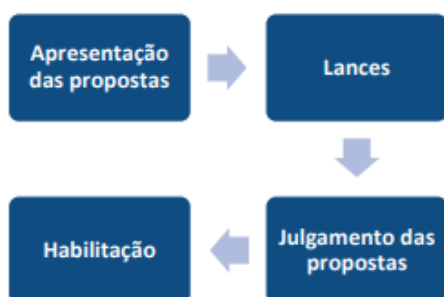 Apresentação
das propostas
Lances
Julgamento das
propostas
Habilitação